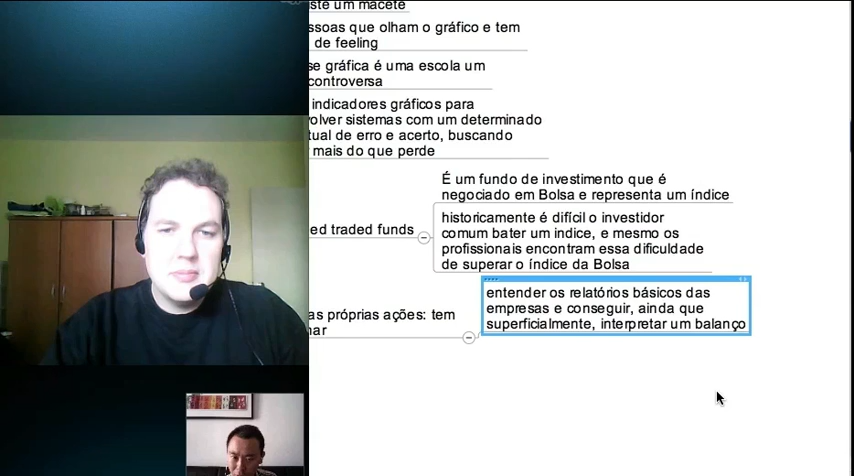 ste um macete
ssoas que olham o gráfico e tem
de feeling
se gráfica é uma escola um
controversa
indicadores gráficos para
volver sistemas com um determinado
tual de erro e acerto, buscando
mais do que perde
É um fundo de investimento que é
negociado em Bolsa e representa um índice
ed traded funds
historicamente é difícil o investidor
comum bater um indice, e mesmo os
profissionais encontram essa dificuldade
de superar o índice da Bolsa
as próprias ações: tem
nar
entender os relatórios básicos das
empresas e conseguir, ainda que
superficialmente, interpretar um balanço